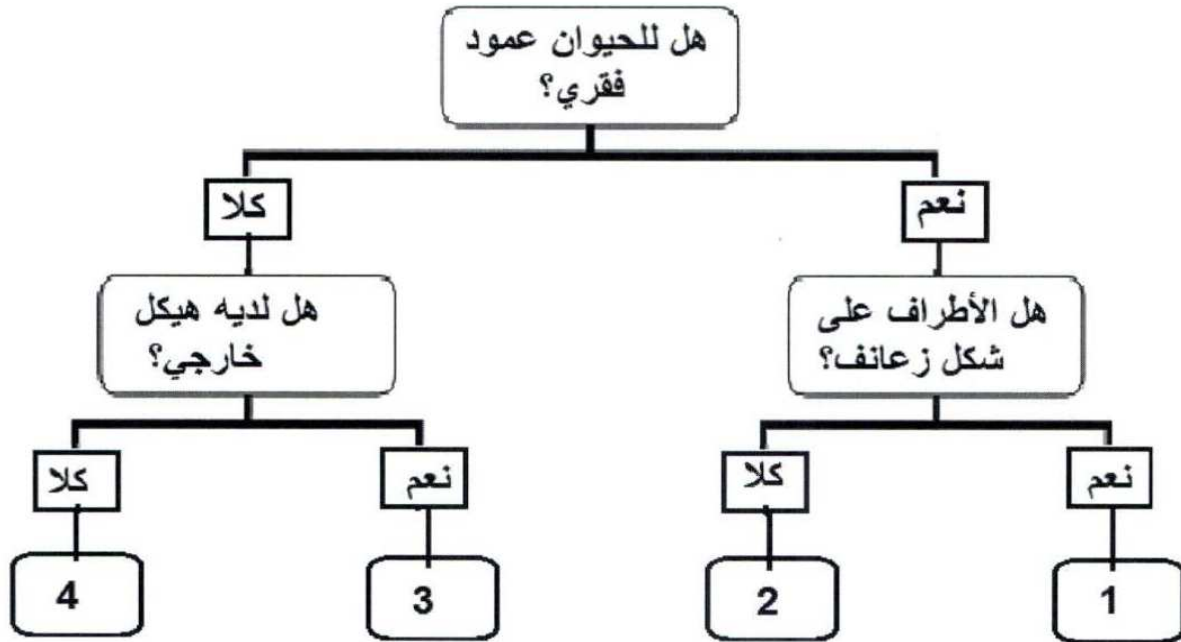 هل للحيوان عمود
فقري؟
نعم
كلا
هل الأطراف على
شكل زعانف؟
هل لديه هيكل
خارجي؟
نعم
كلا
نعم
كلا
1
2
3
4